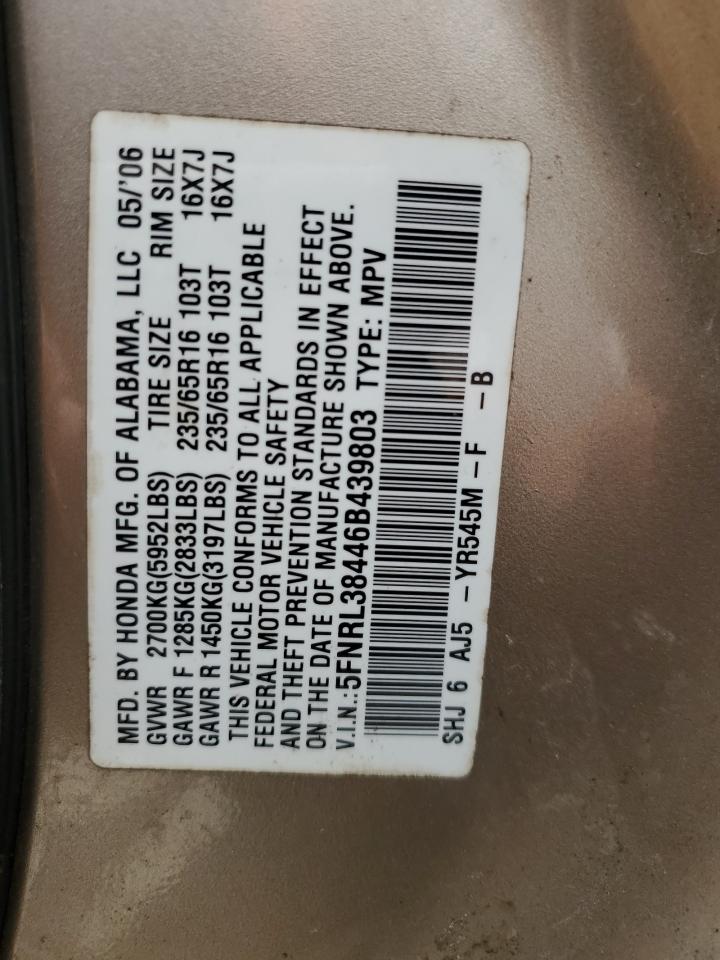 MFD. BY HONDA MFG. OF ALABAMA, LLC 05/'06
GVWR 2700KG(5952LBS) TIRE SIZE RIM SIZE
GAWR F 1285KG(2833LBS) 235/65R16 103T 16X7J
GAWR R 1450KG(3197LBS) 235/65R16 103T 16X7J
THIS VEHICLE CONFORMS TO ALL APPLICABLE
FEDERAL MOTOR VEHICLE SAFETY
AND THEFT PREVENTION STANDARDS IN EFFECT
ON THE DATE OF MANUFACTURE SHOWN ABOVE.
V.I.N.:5FNRL38446B439803 TYPE: MPV
SHJ 6 AJ5 -YR545M-F -B